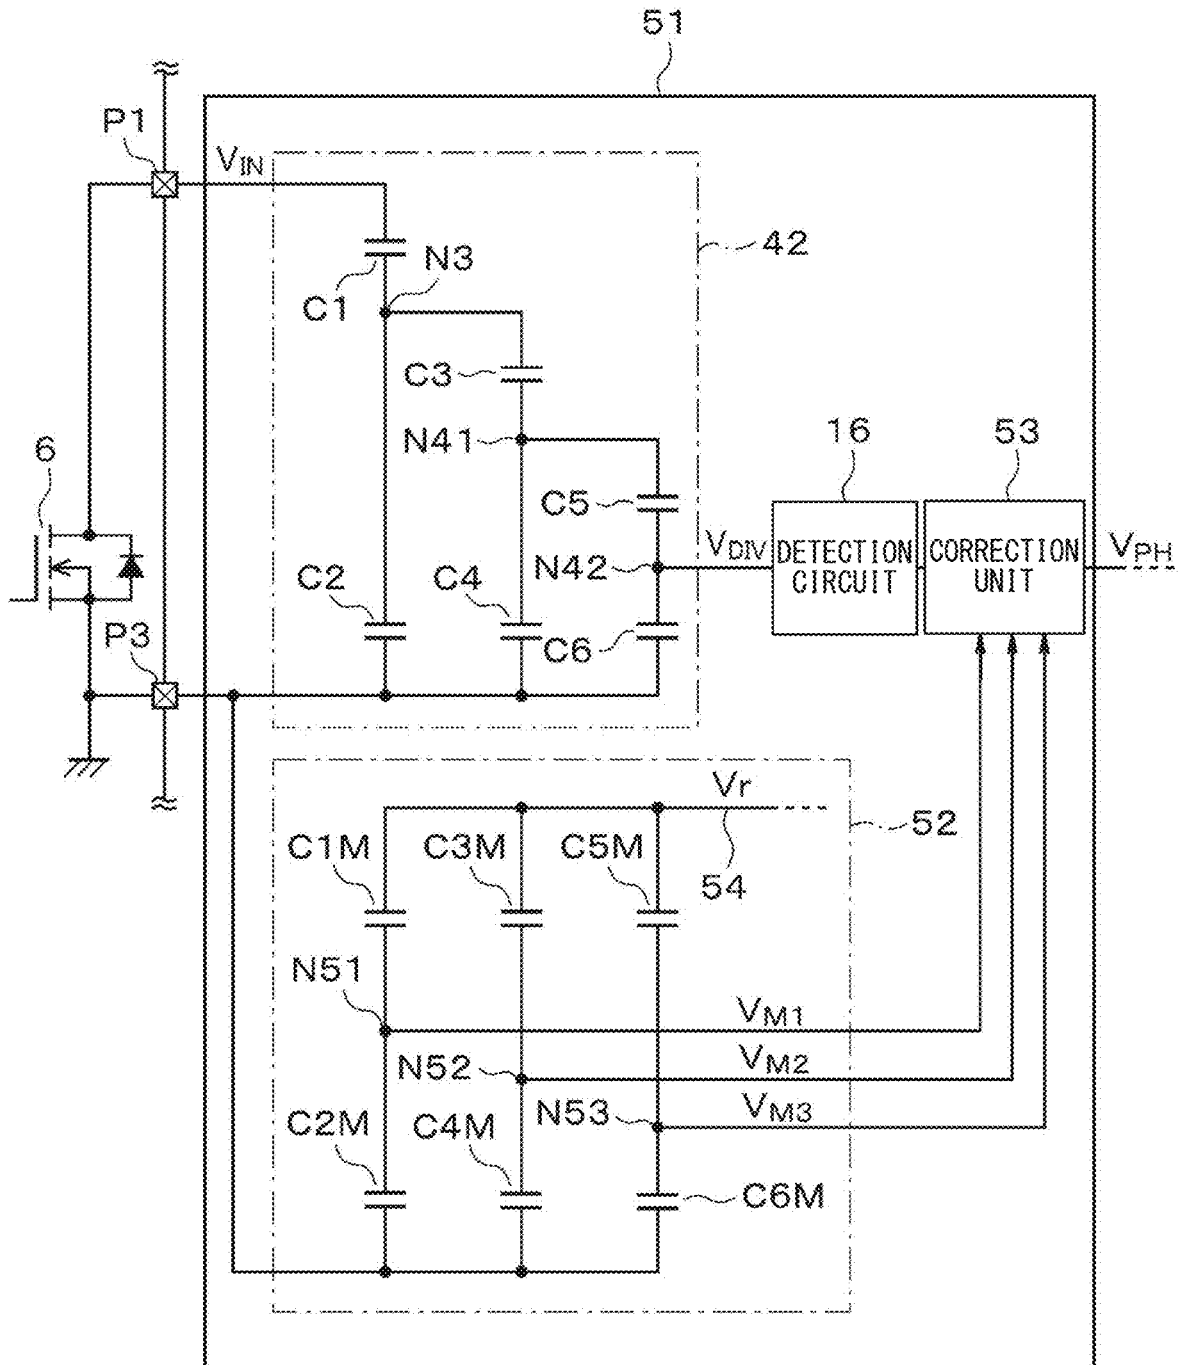 51
P1
VIN
42
N3
C1
C3
N41
6
16
53
C5
VDIV
DETECTION CIRCUIT
CORRECTION UNIT
VPH
N42
C2
C4
C6
P3
Vr
52
C1M
C3M
C5M
54
N51
VM1
N52
VM2
N53
VM3
C2M
C4M
C6M